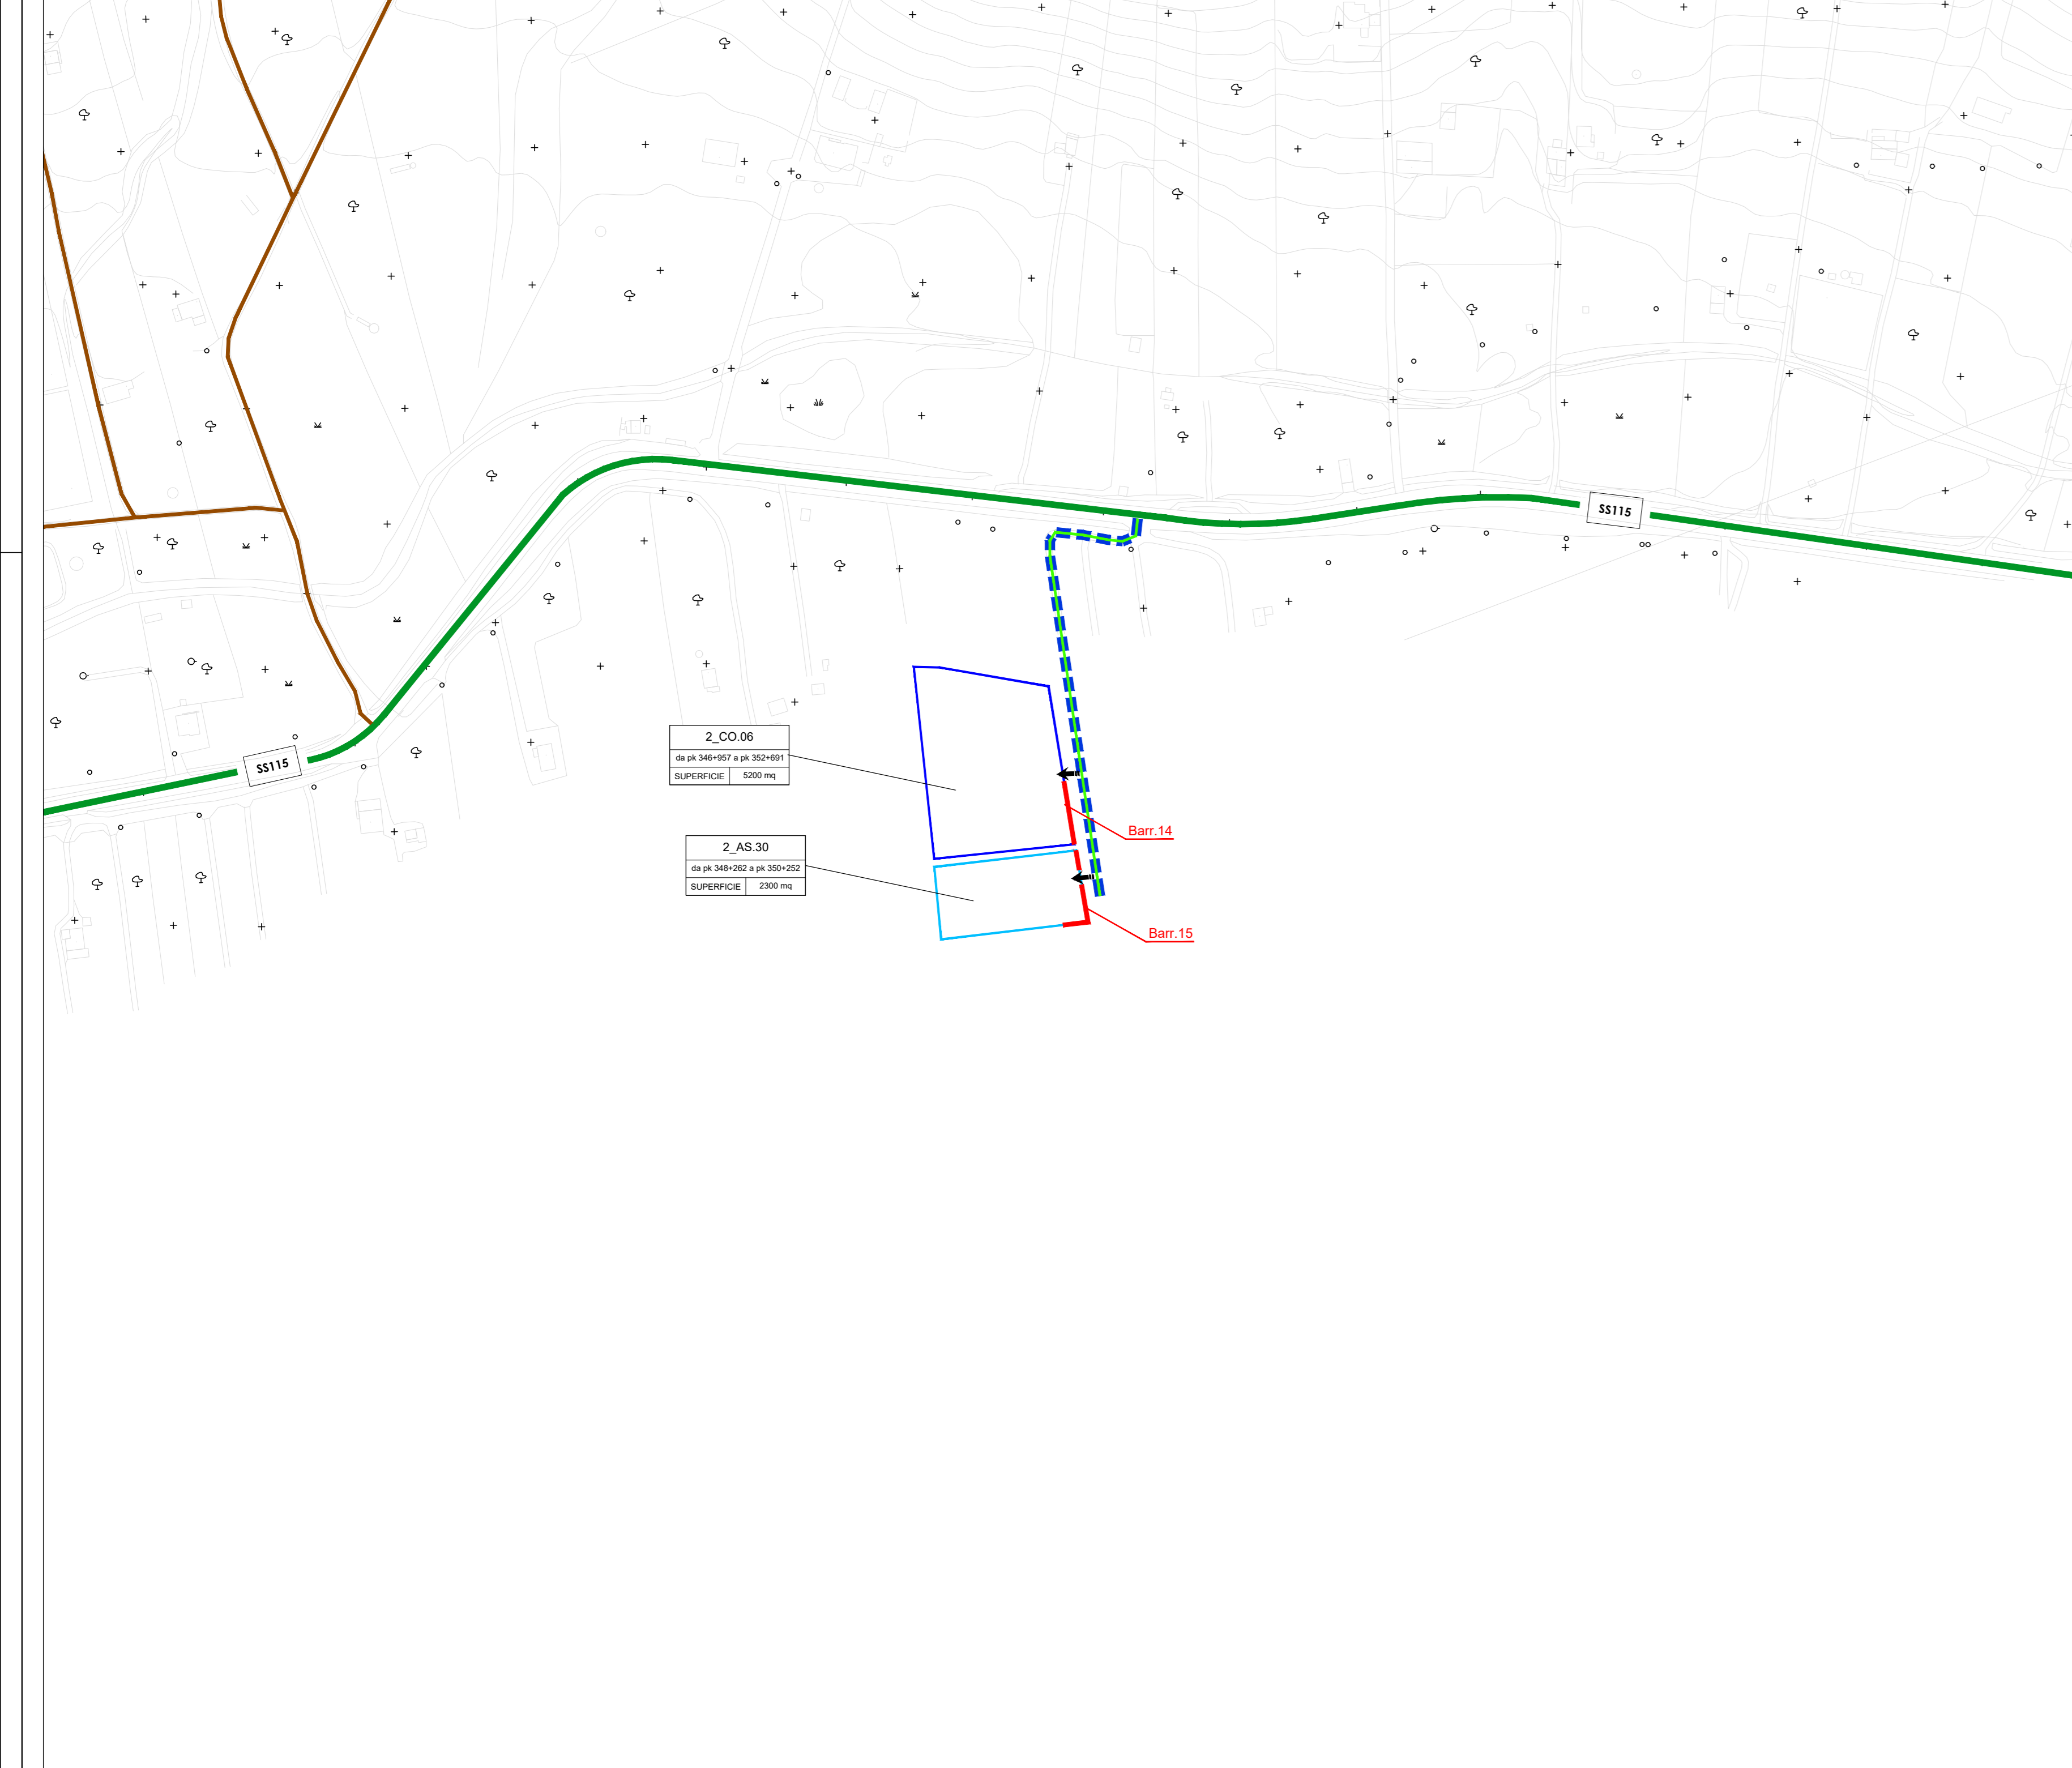 SS115
2_CO.06
da pk 346+957 a pk 352+691
SUPERFICIE 5200 mq
SS115
Barr.14
2_AS.30
da pk 348+262 a pk 350+252
SUPERFICIE 2300 mq
Barr.15